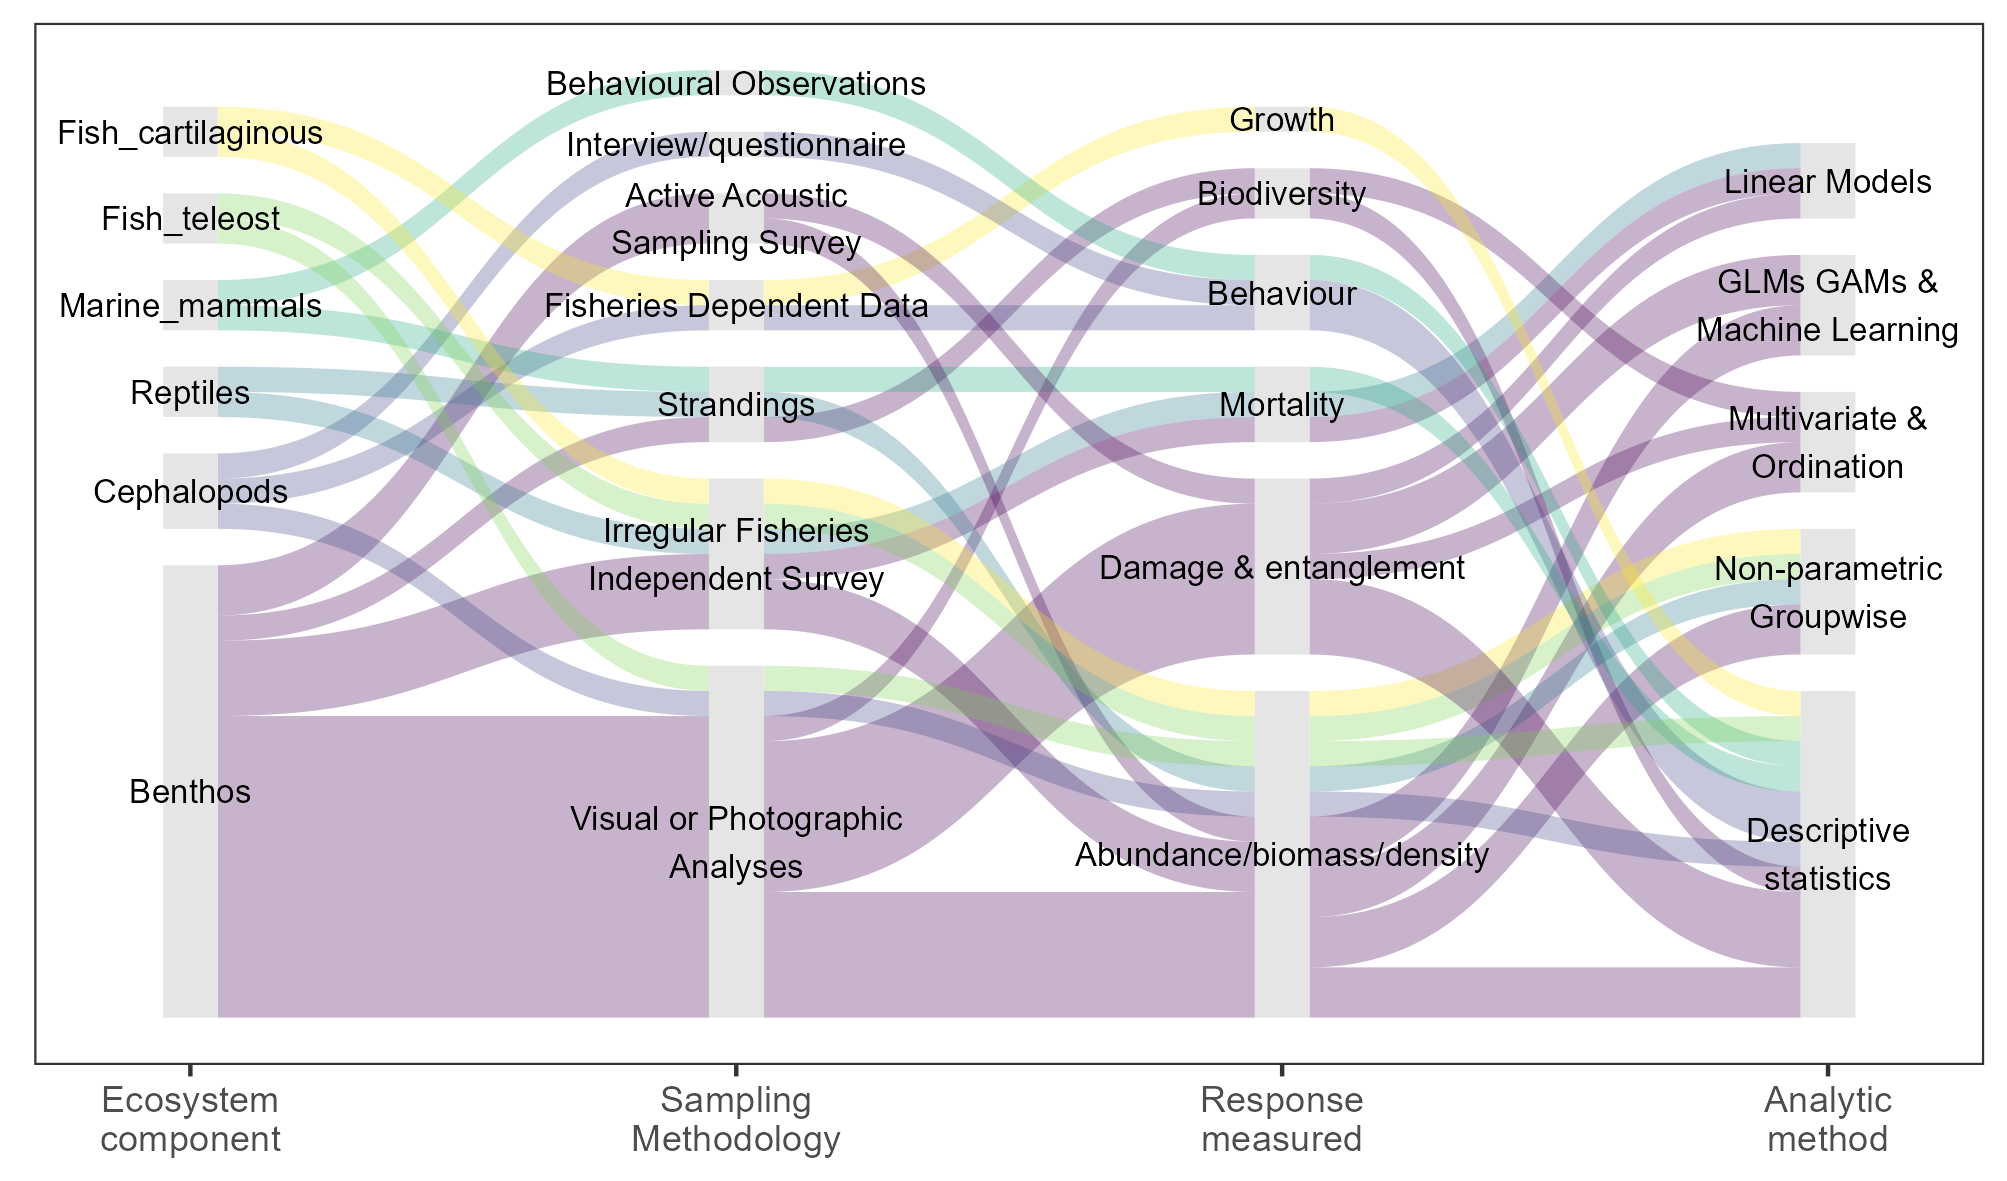 Fish_cartilaginous
Fish_teleost
Marine_mammals
Reptiles
Cephalopods
Benthos
Behavioural Observations
Interview/questionnaire
Active Acoustic
Sampling Survey
Fisheries Dependent Data
Strandings
Irregular Fisheries
Independent Survey
Visual or Photographic
Analyses
Growth
Biodiversity
Behaviour
Mortality
Damage & entanglement
Abundance/biomass/density
Linear Models
GLMs GAMs &
Machine Learning
Multivariate &
Ordination
Non-parametric
Groupwise
Descriptive
statistics
Ecosystem
component
Sampling
Methodology
Response
measured
Analytic
method